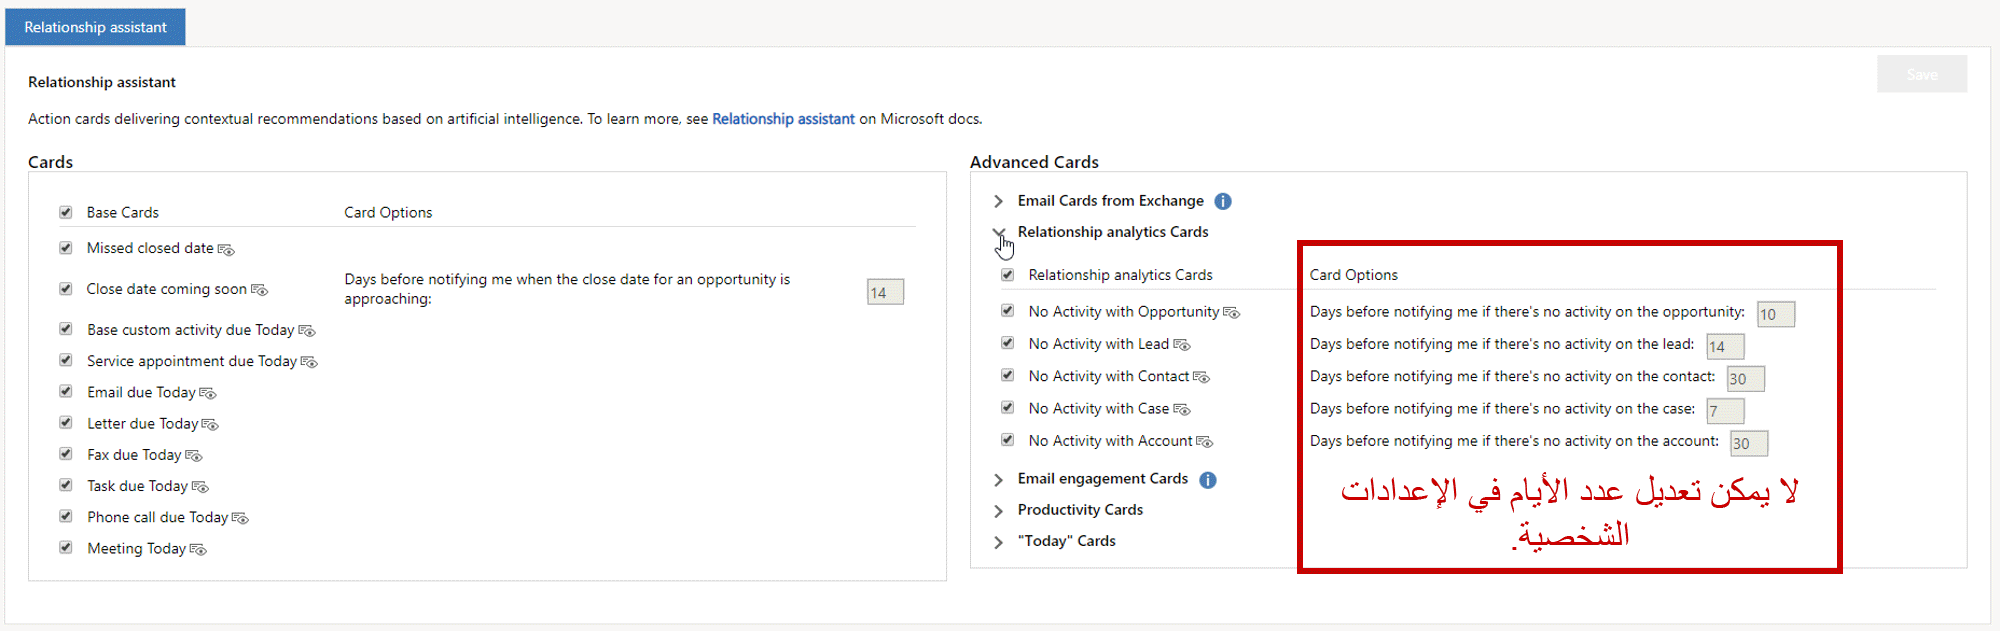 Relationship assistant
Save
Relationship assistant
Action cards delivering contextual recommendations based on artificial intelligence. To learn more, see Relationship assistant on Microsoft docs.
Cards
Base Cards Card Options
Missed closed date
Close date coming soon Days before notifying me when the close date for an opportunity is
approaching: 14
Base custom activity due Today
Service appointment due Today
Email due Today
Letter due Today
Fax due Today
Task due Today
Phone call due Today
Meeting Today
Advanced Cards
Email Cards from Exchange
Relationship analytics Cards
Relationship analytics Cards Card Options
No Activity with Opportunity Days before notifying me if there's no activity on the opportunity: 10
No Activity with Lead Days before notifying me if there's no activity on the lead: 14
No Activity with Contact Days before notifying me if there's no activity on the contact: 30
No Activity with Case Days before notifying me if there's no activity on the case: 7
No Activity with Account Days before notifying me if there's no activity on the account: 30
Email engagement Cards
Productivity Cards
"Today" Cards
لا يمكن تعديل عدد الأيام في الإعدادات
الشخصية.